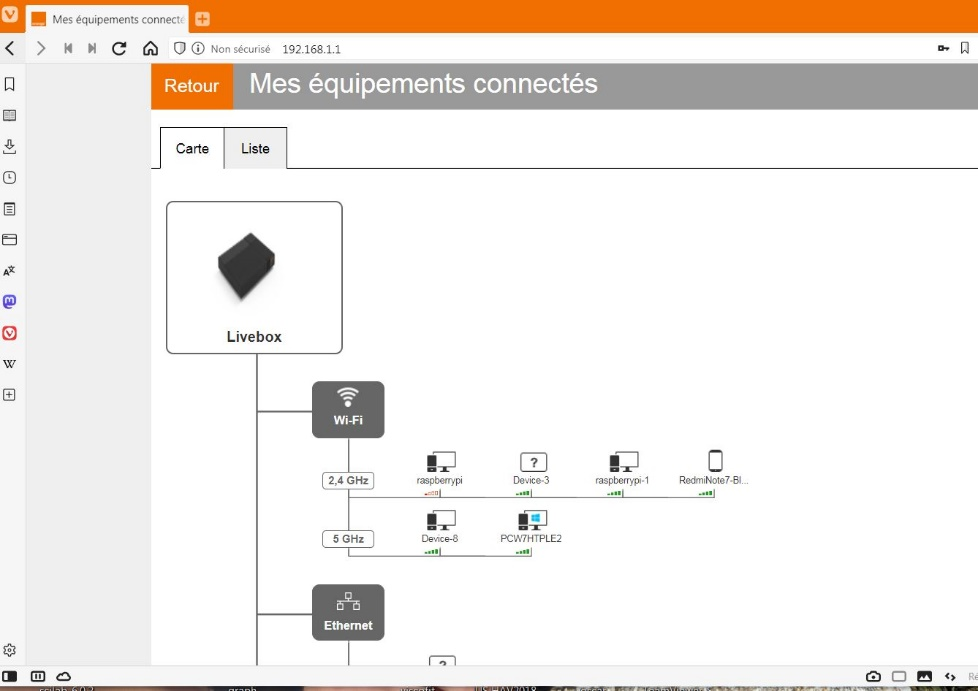 Mes équipements connecté
Non sécurisé 192.168.1.1
Retour Mes équipements connectés
Carte Liste
Livebox
Wi-Fi
2,4 GHz
raspberrypi Device-3 raspberrypi-1 RedmiNote7-Bl...
5 GHz
Device-8 PCW7HTPLE2
Ethernet
?